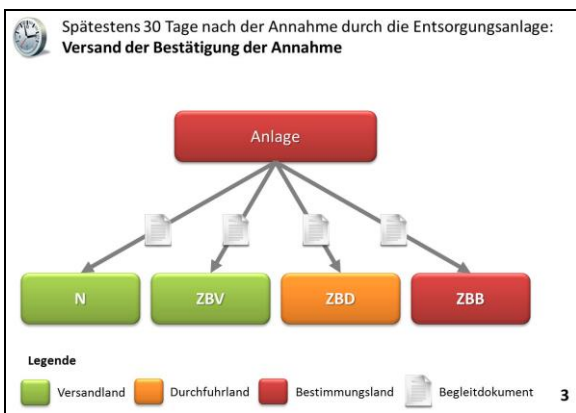 Spätestens 30 Tage nach der Annahme durch die Entsorgungsanlage:
Versand der Bestätigung der Annahme
Anlage
N
ZBV
ZBD
ZBB
Legende
Versandland
Durchfuhrland
Bestimmungsland
Begleitdokument
3